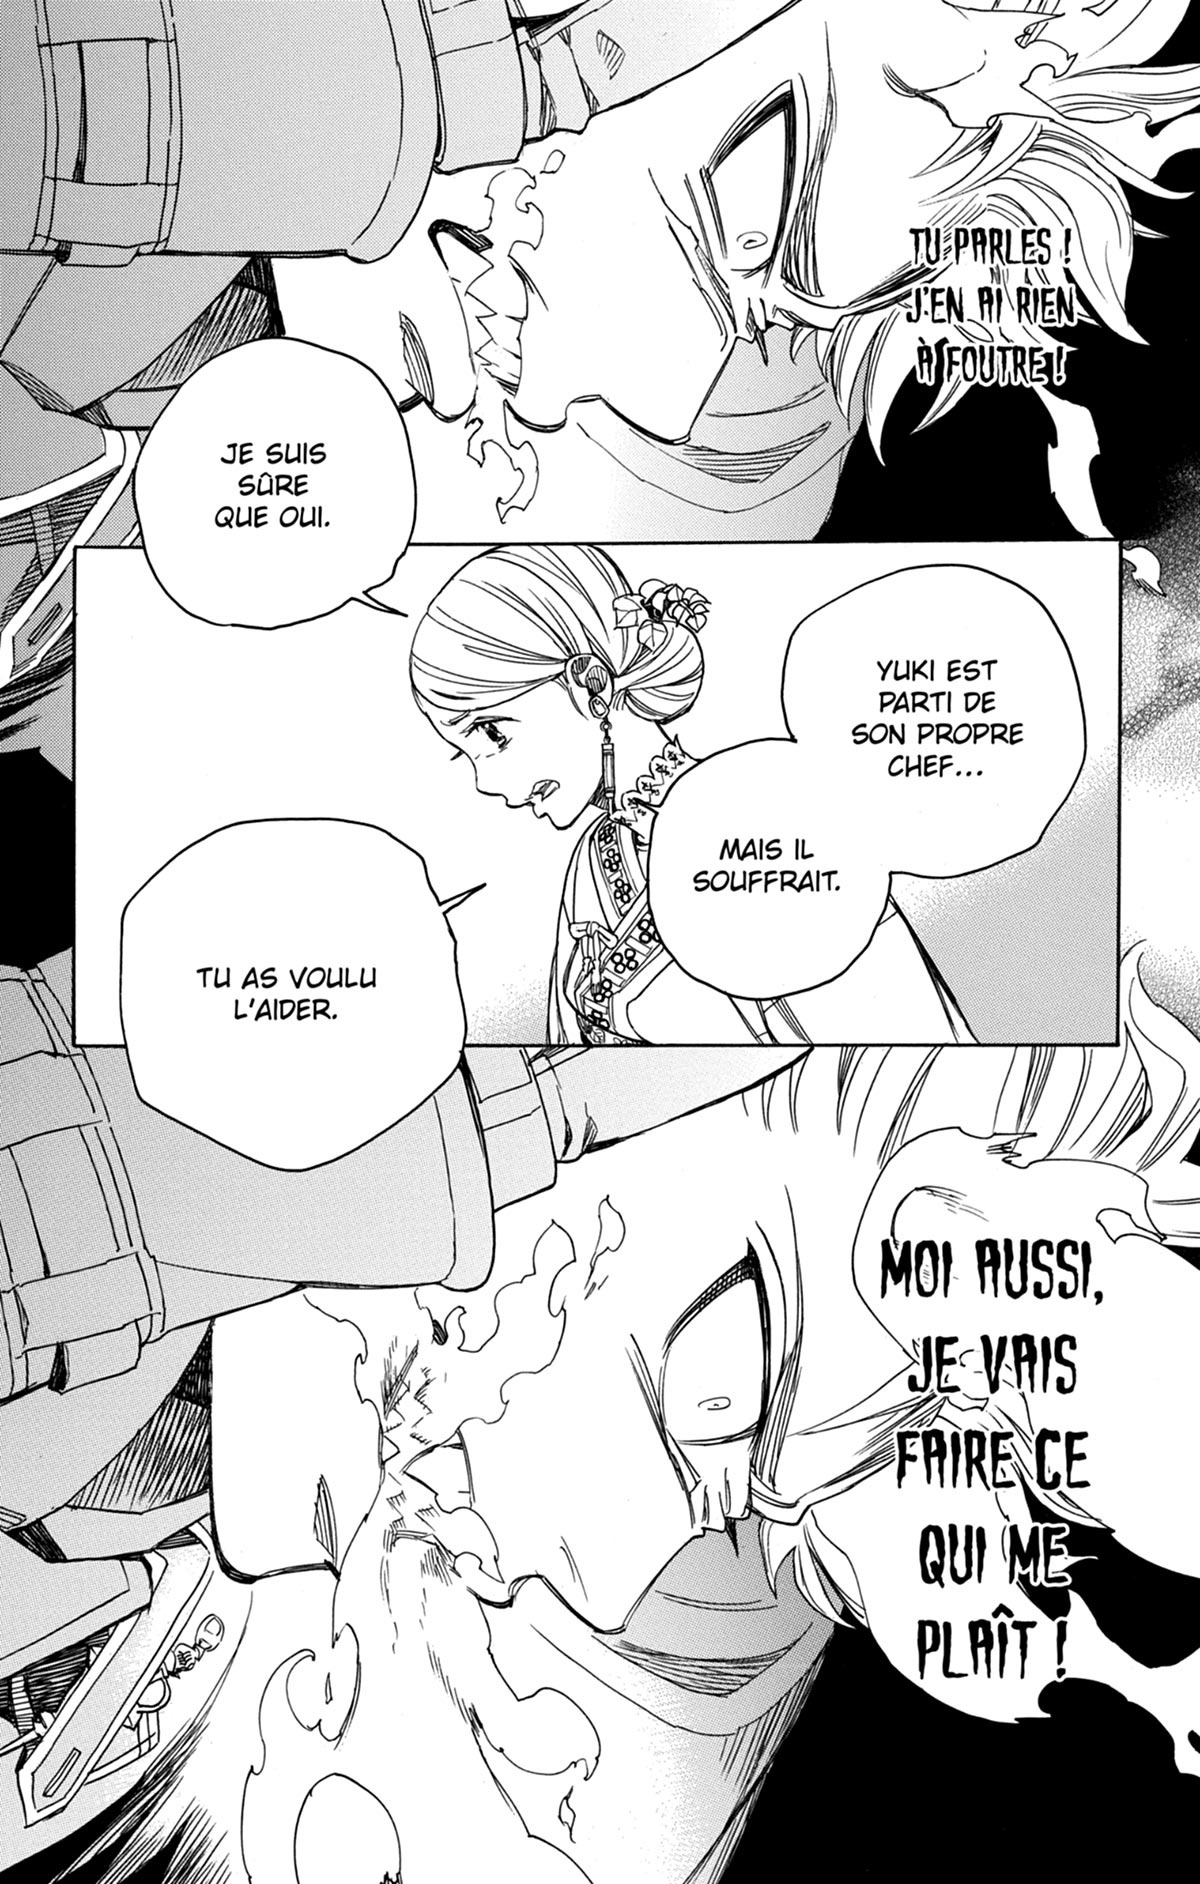 TU PARLES !
J'EN AI RIEN
À FOUTRE !
JE SUIS
SÛRE
QUE OUI.
YUKI EST
PARTI DE
SON PROPRE
CHEF...
MAIS IL
SOUFFRAIT.
TU AS VOULU
L'AIDER.
MOI AUSSI,
JE VAIS
FAIRE CE
QUI ME
PLAÎT !